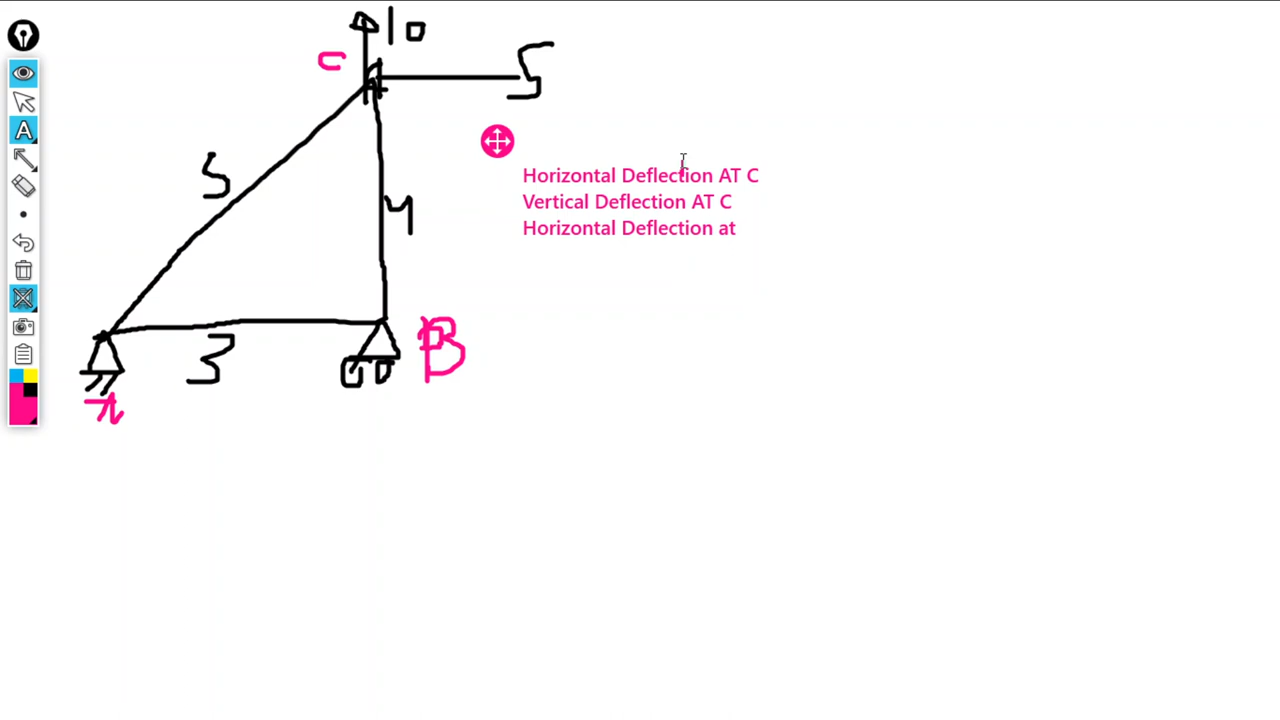 10
C
5
5
4
3
B
A
Horizontal Deflection AT C
Vertical Deflection AT C
Horizontal Deflection at